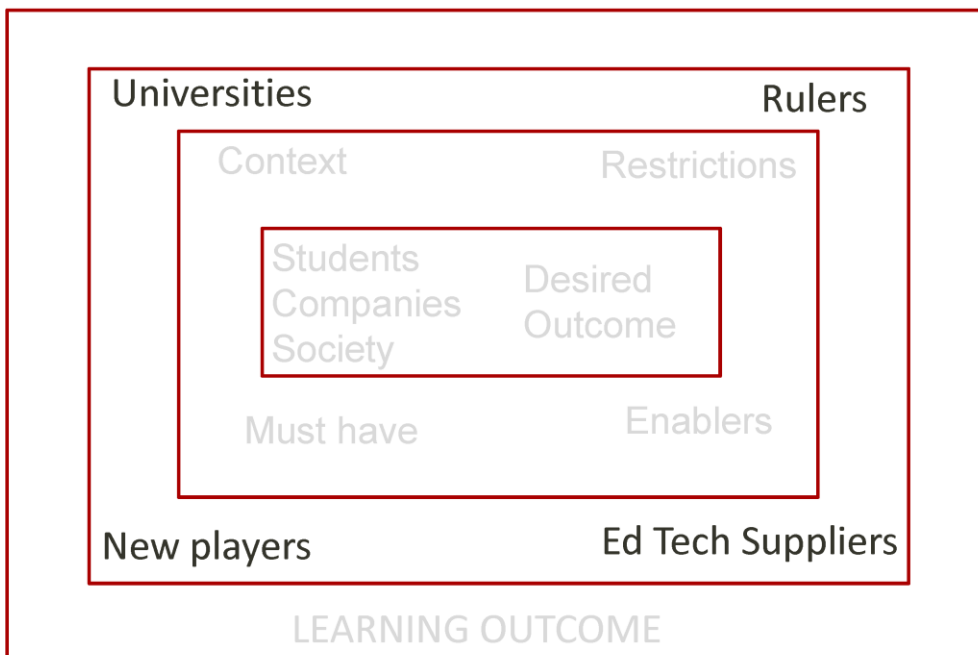 Universities
Rulers
Context
Restrictions
Students
Companies
Society
Desired
Outcome
Must have
Enablers
New players
Ed Tech Suppliers
LEARNING OUTCOME